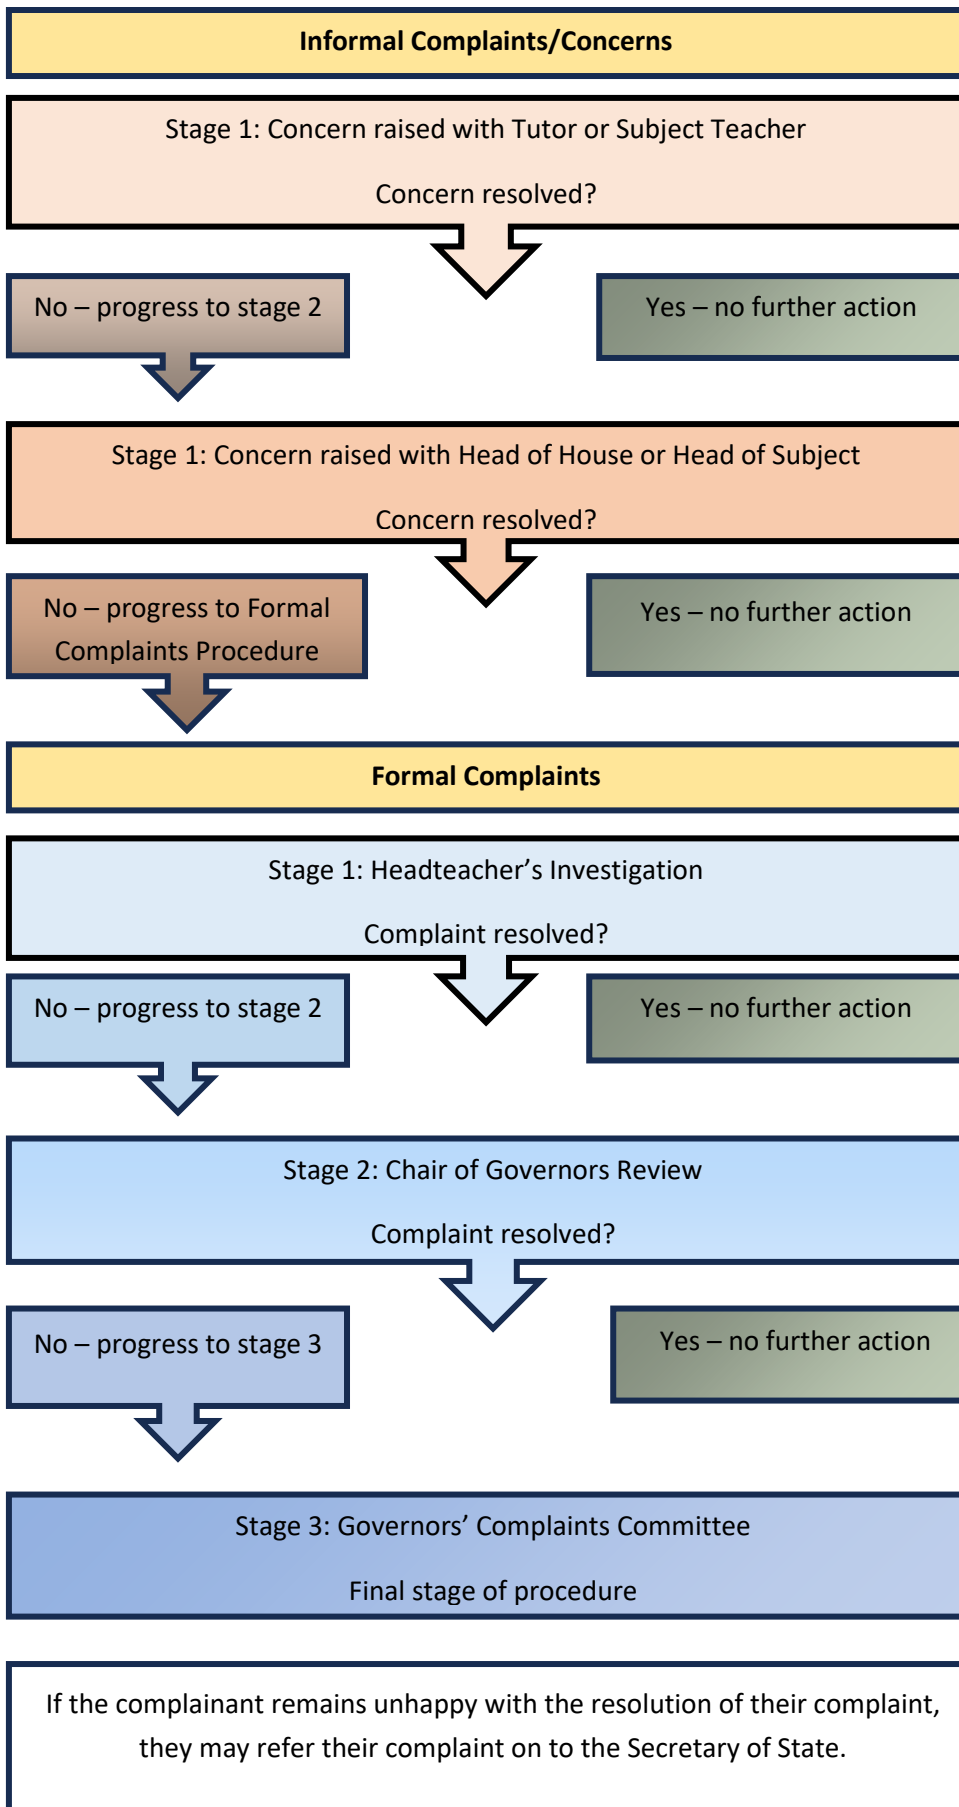 Informal Complaints/Concerns
Stage 1: Concern raised with Tutor or Subject Teacher
Concern resolved?
No – progress to stage 2
Yes – no further action
Stage 1: Concern raised with Head of House or Head of Subject
Concern resolved?
No – progress to Formal
Complaints Procedure
Yes – no further action
Formal Complaints
Stage 1: Headteacher’s Investigation
Complaint resolved?
No – progress to stage 2
Yes – no further action
Stage 2: Chair of Governors Review
Complaint resolved?
No – progress to stage 3
Yes – no further action
Stage 3: Governors’ Complaints Committee
Final stage of procedure
If the complainant remains unhappy with the resolution of their complaint,
they may refer their complaint on to the Secretary of State.